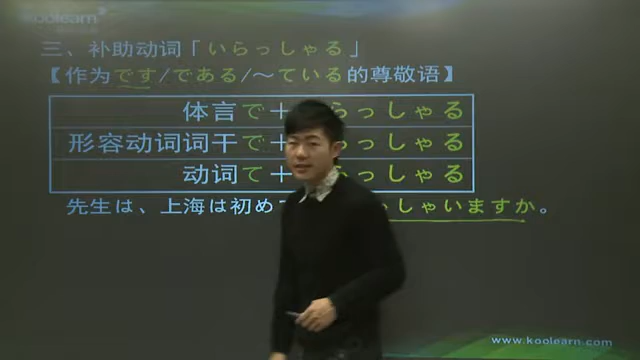 koolearn
三、补助动词「いらっしゃる」
【作为です/である/～ている的尊敬语】
体言で＋ らっしゃる
形容动词词干で＋ らっしゃる
动词て＋ らっしゃる
先生は、上海は初め っしゃいますか。
www.koolearn.com